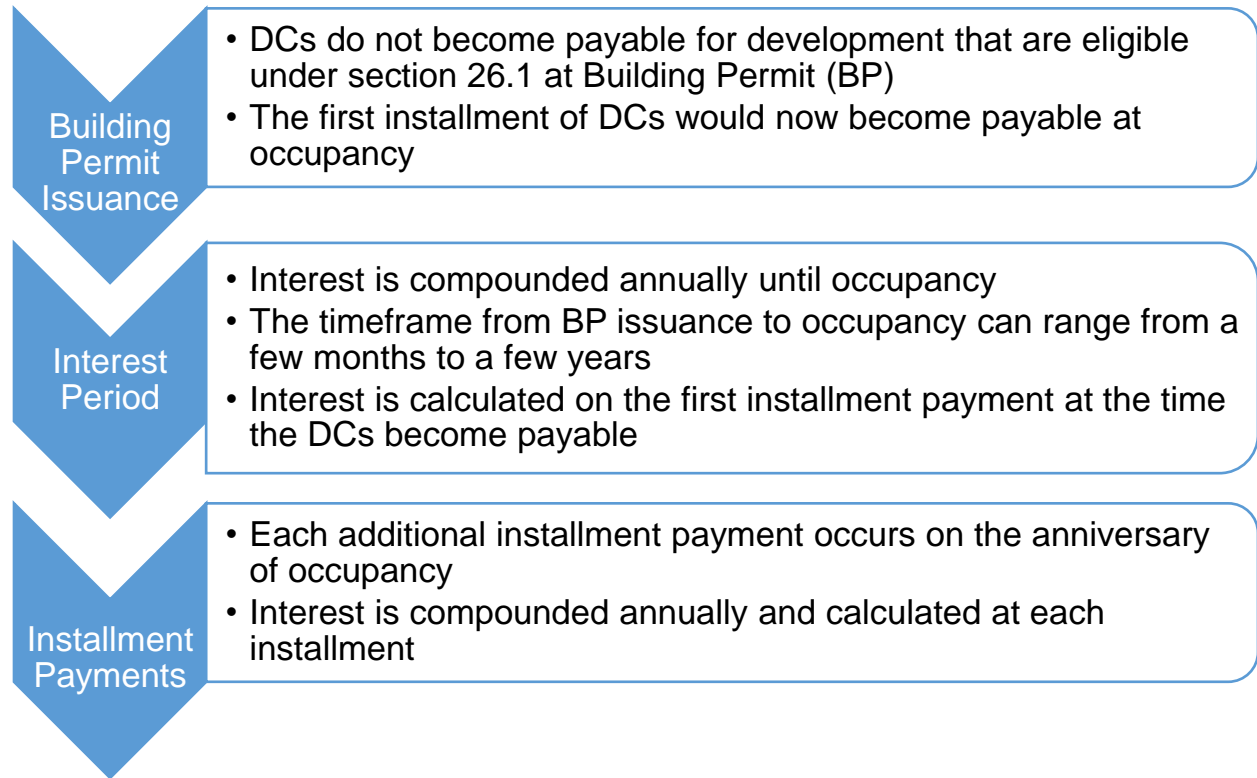 Building
Permit
Issuance
• DCs do not become payable for development that are eligible
under section 26.1 at Building Permit (BP)
• The first installment of DCs would now become payable at
occupancy
Interest
Period
• Interest is compounded annually until occupancy
• The timeframe from BP issuance to occupancy can range from a
few months to a few years
• Interest is calculated on the first installment payment at the time
the DCs become payable
Installment
Payments
• Each additional installment payment occurs on the anniversary
of occupancy
• Interest is compounded annually and calculated at each
installment